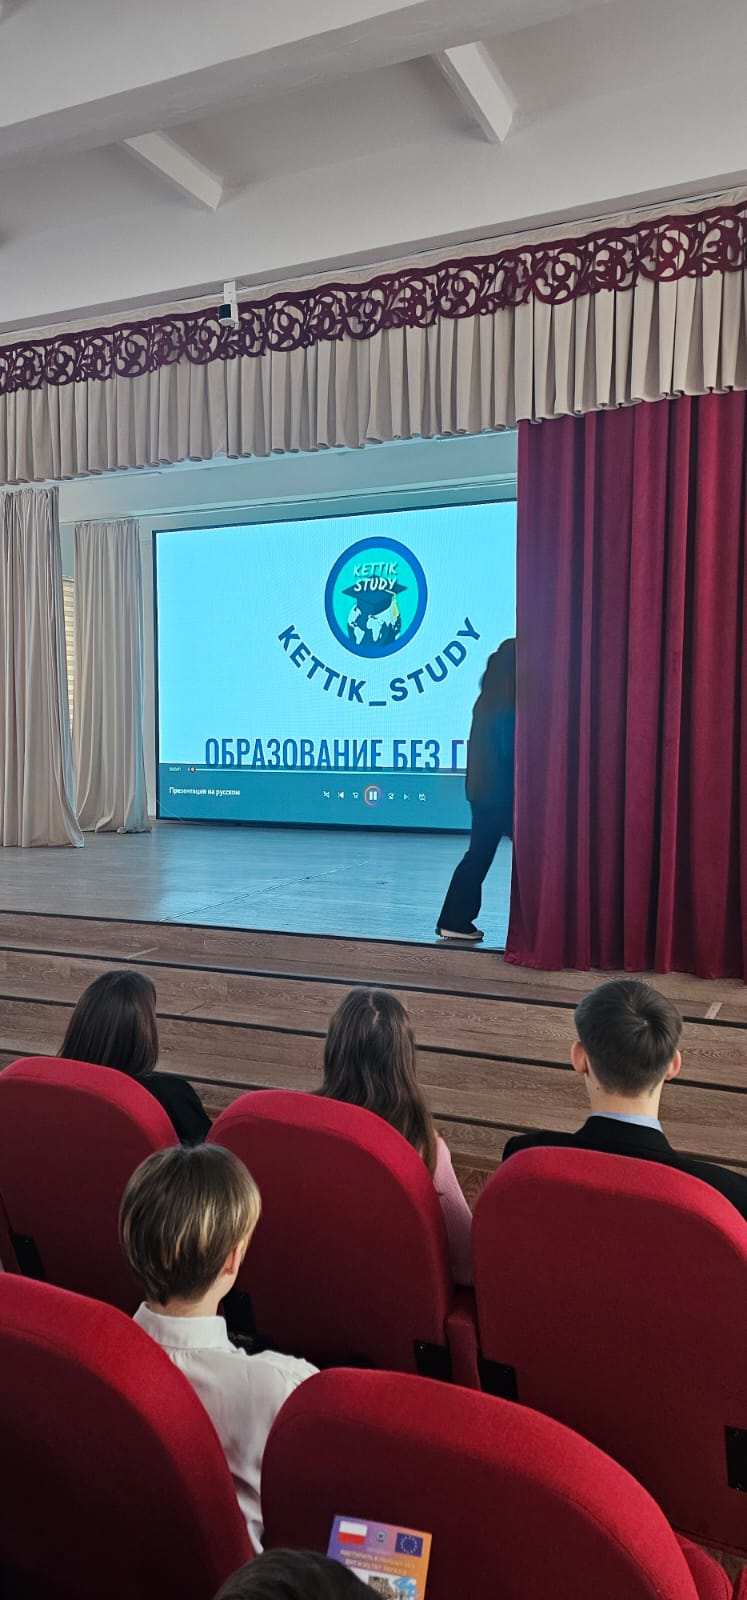 KETTIK
STUDY
KETTIK_STUDY
ОБРАЗОВАНИЕ БЕЗ Г
Презентация на русском